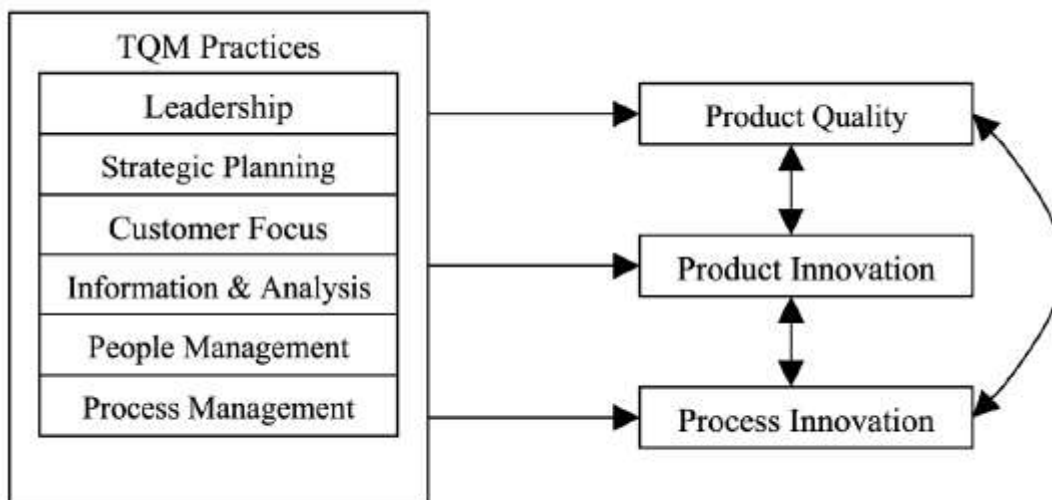 TQM Practices
Leadership
Strategic Planning
Customer Focus
Information & Analysis
People Management
Process Management
Product Quality
Product Innovation
Process Innovation